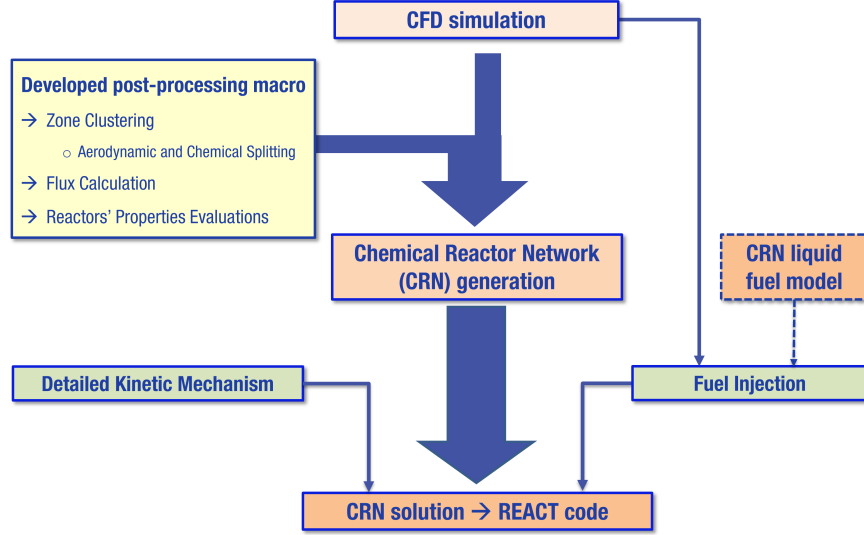 CFD simulation
Developed post-processing macro
→ Zone Clustering
○ Aerodynamic and Chemical Splitting
→ Flux Calculation
→ Reactors' Properties Evaluations
Chemical Reactor Network
(CRN) generation
CRN liquid
fuel model
Detailed Kinetic Mechanism
Fuel Injection
CRN solution → REACT code